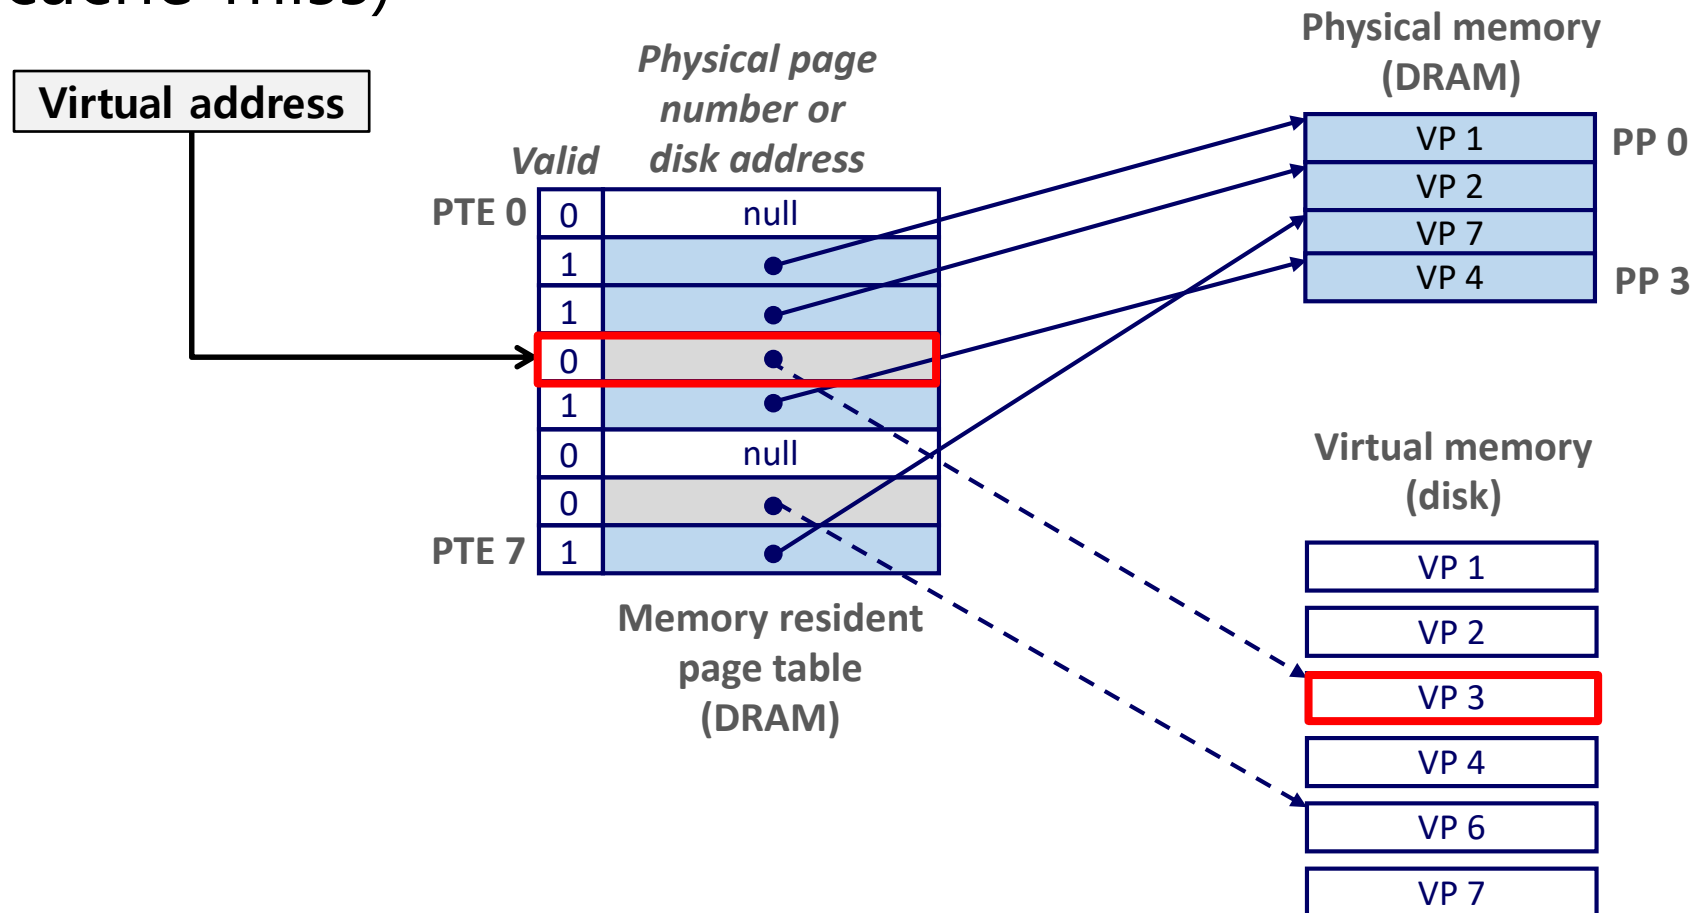 cache miss)
Virtual address
Physical page
number or
disk address
Valid
PTE 0
0
null
1
1
0
1
0
null
0
PTE 7
1
Memory resident
page table
(DRAM)
Physical memory
(DRAM)
VP 1
PP 0
VP 2
VP 7
VP 4
PP 3
Virtual memory
(disk)
VP 1
VP 2
VP 3
VP 4
VP 6
VP 7